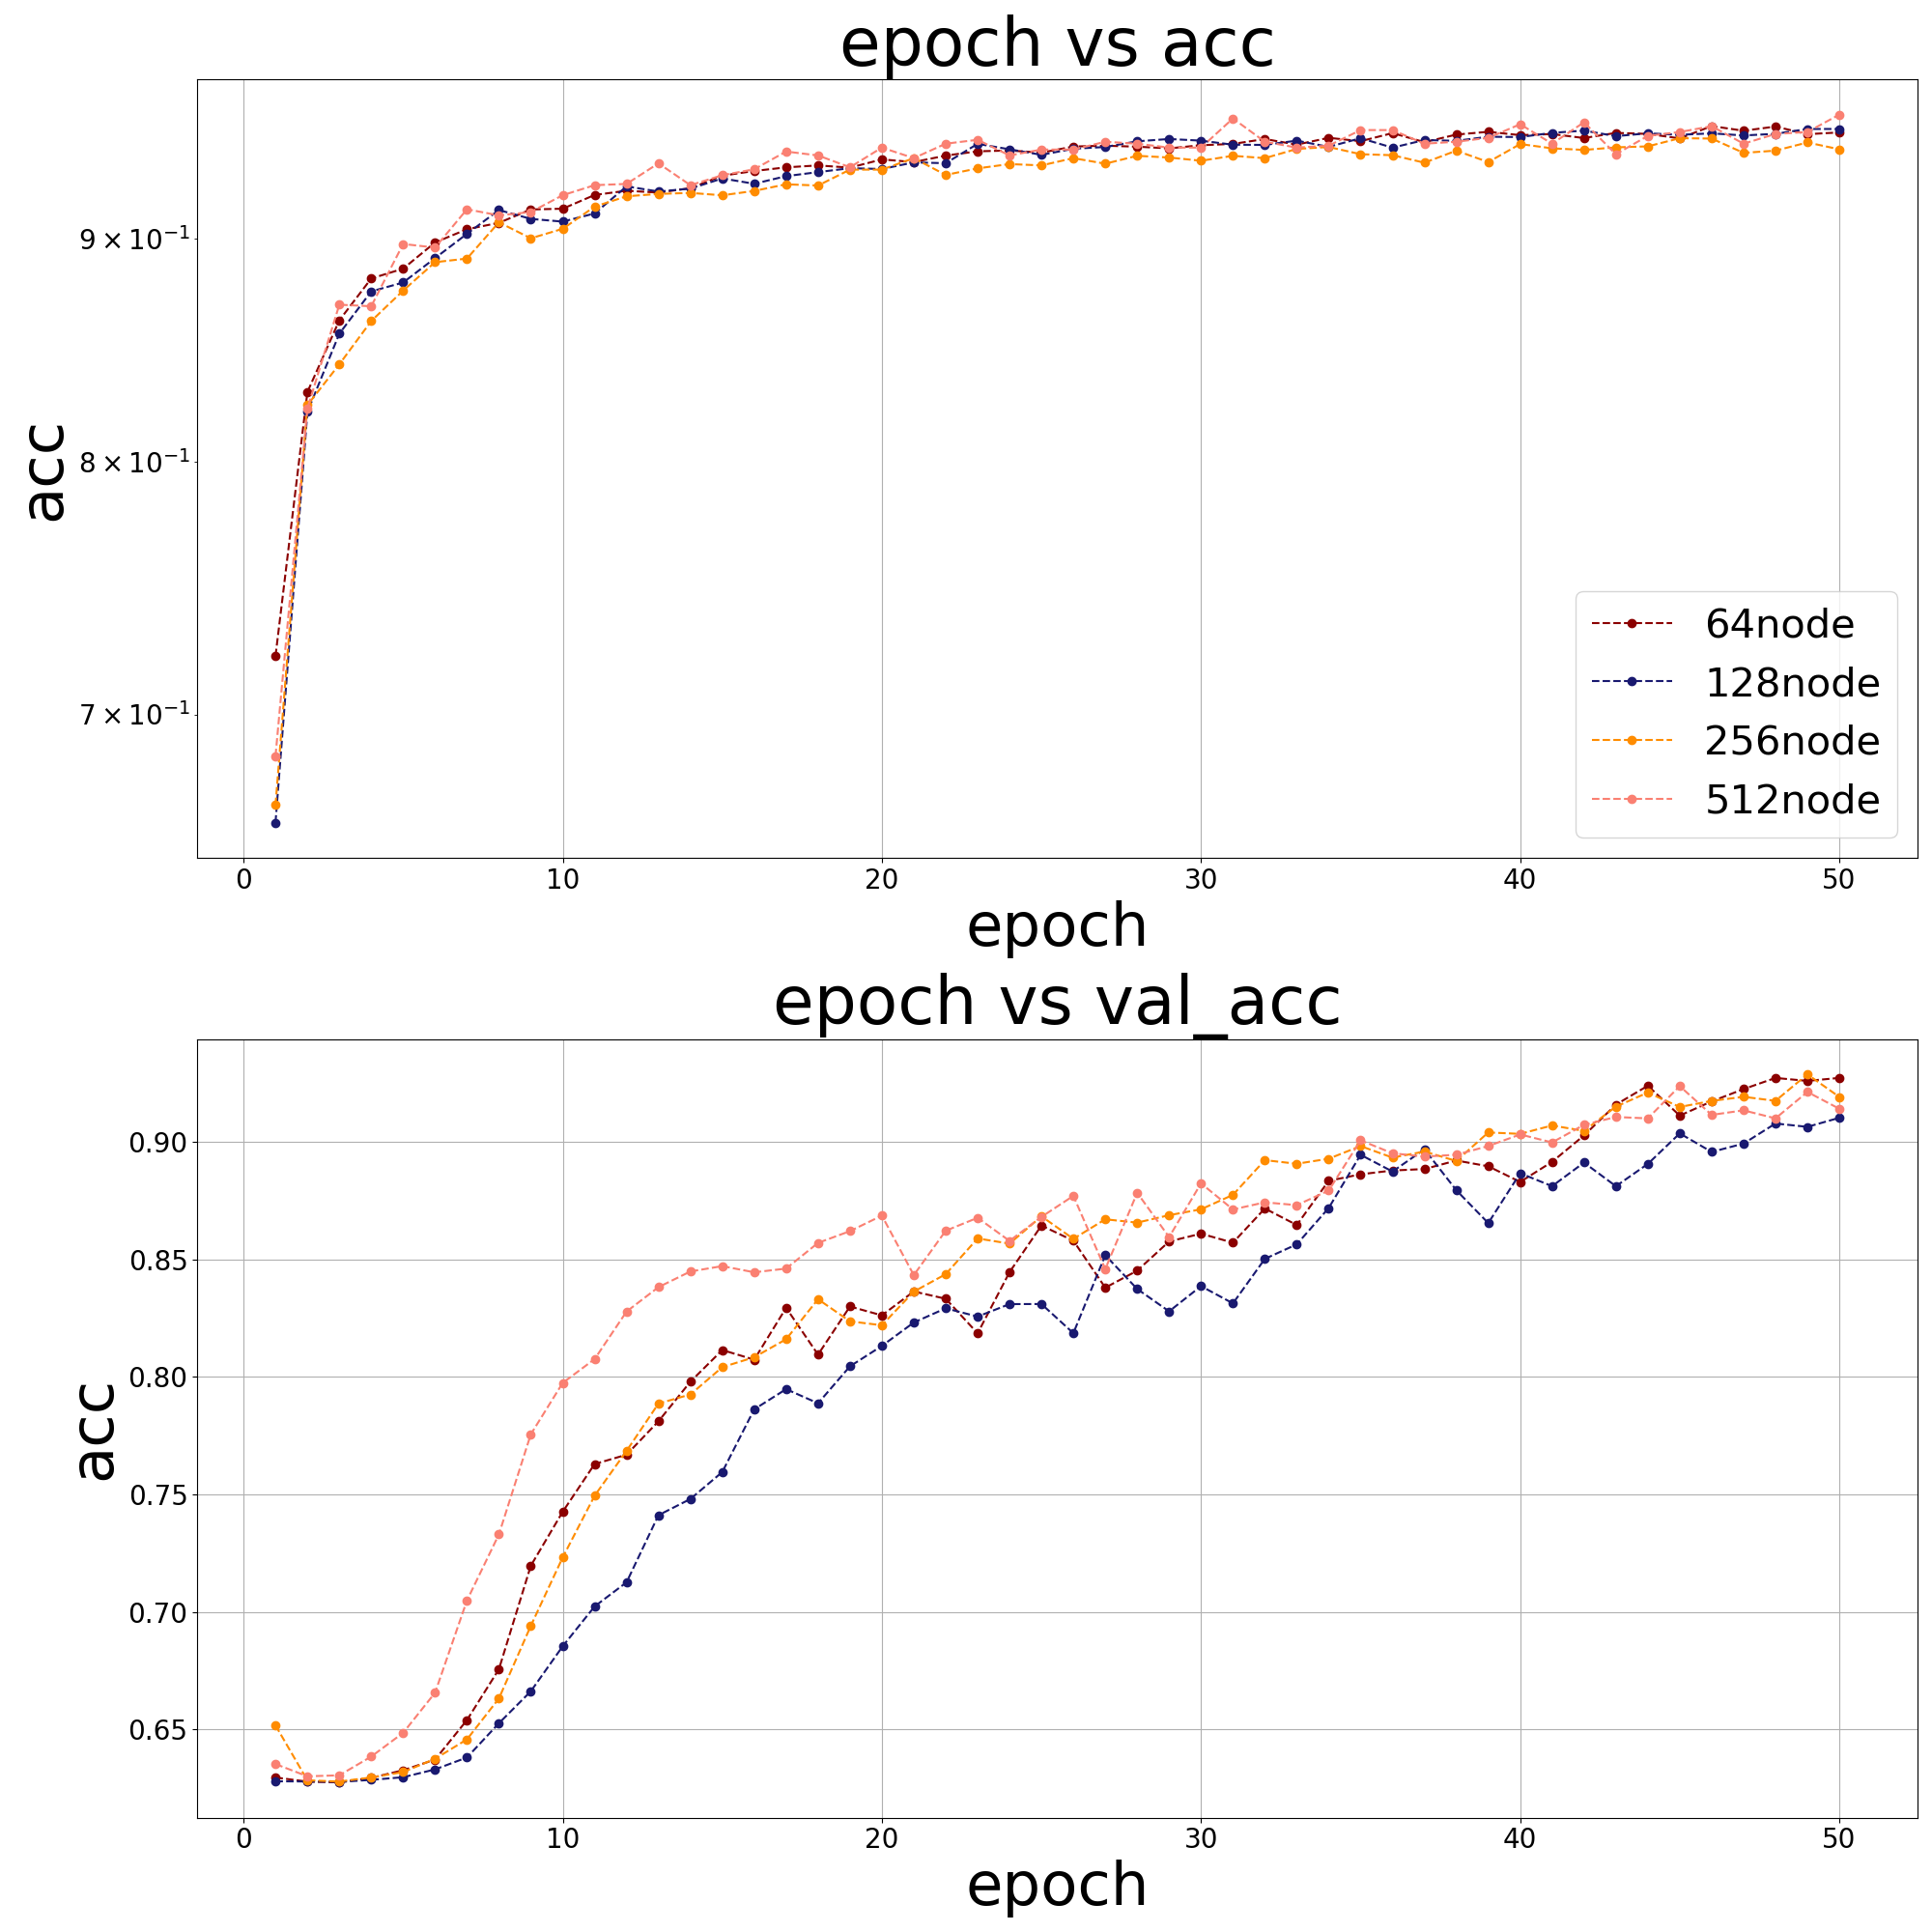 epoch vs acc
acc
9 × 10⁻¹
8 × 10⁻¹
7 × 10⁻¹
64node
128node
256node
512node
0 10 20 30 40 50
epoch
epoch vs val_acc
acc
0.90
0.85
0.80
0.75
0.70
0.65
0 10 20 30 40 50
epoch